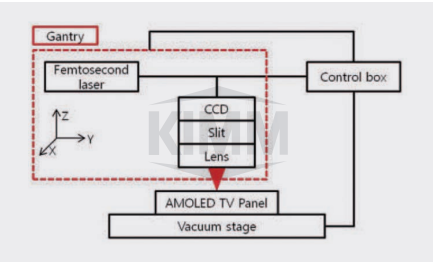 Gantry
Femtosecond
laser
Control box
CCD
Slit
Lens
Z
Y
X
KIMM
AMOLED TV Panel
Vacuum stage